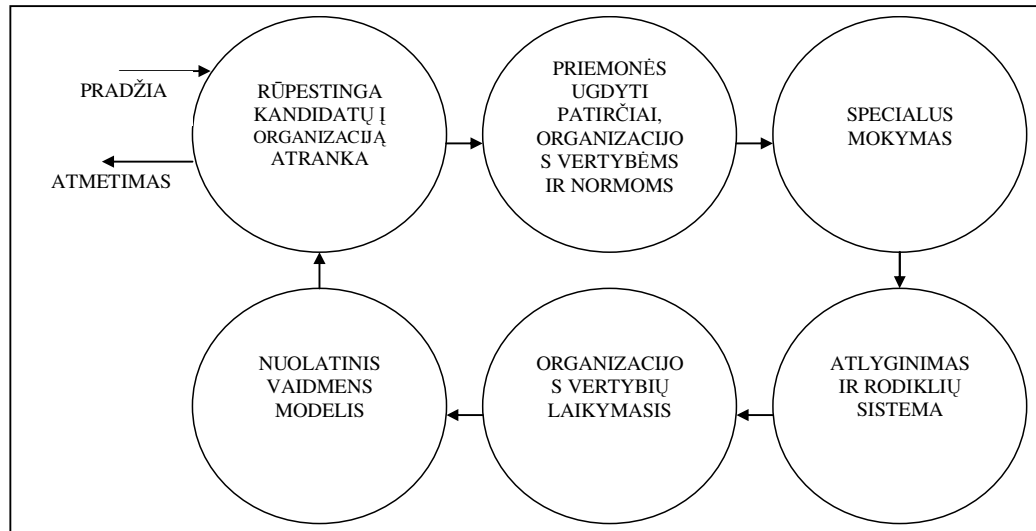 PRADŽIA
ATMETIMAS
RŪPESTINGA
KANDIDATŲ Į
ORGANIZACIJĄ
ATRANKA
PRIEMONĖS
UGDYTI
PATIRČIAI,
ORGANIZACIJO
S VERTYBĖMS
IR NORMOMS
SPECIALUS
MOKYMAS
ATLYGINIMAS
IR RODIKLIŲ
SISTEMA
ORGANIZACIJO
S VERTYBIŲ
LAIKYMASIS
NUOLATINIS
VAIDMENS
MODELIS